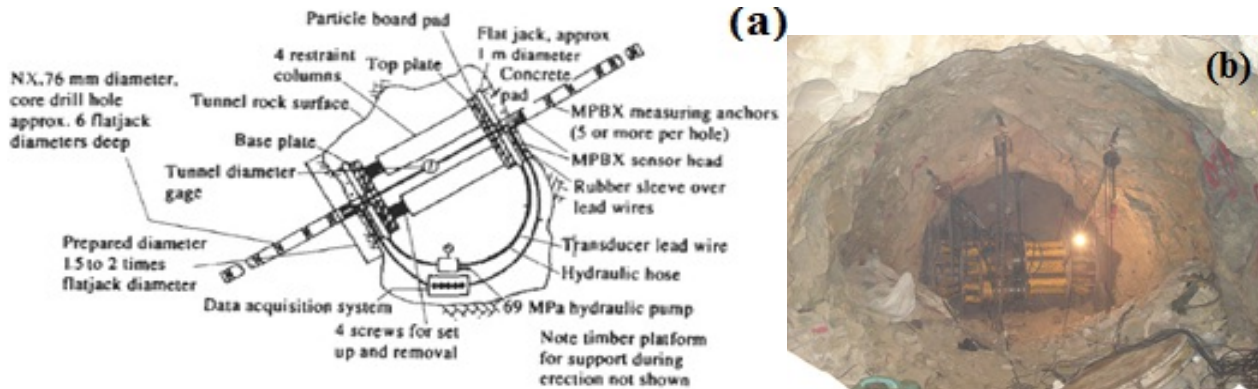 (a)
Particle board pad
Flat jack, approx
1 m diameter
4 restraint
columns
Top plate
Concrete
pad
NX, 76 mm diameter,
core drill hole
approx. 6 flatjack
diameters deep
Tunnel rock surface
MPBX measuring anchors
(5 or more per hole)
Base plate
MPBX sensor head
Tunnel diameter
gage
Rubber sleeve over
lead wires
Prepared diameter
1.5 to 2 times
flatjack diameter
Transducer lead wire
Hydraulic hose
Data acquisition system
69 MPa hydraulic pump
4 screws for set
up and removal
Note timber platform
for support during
erection not shown
(b)